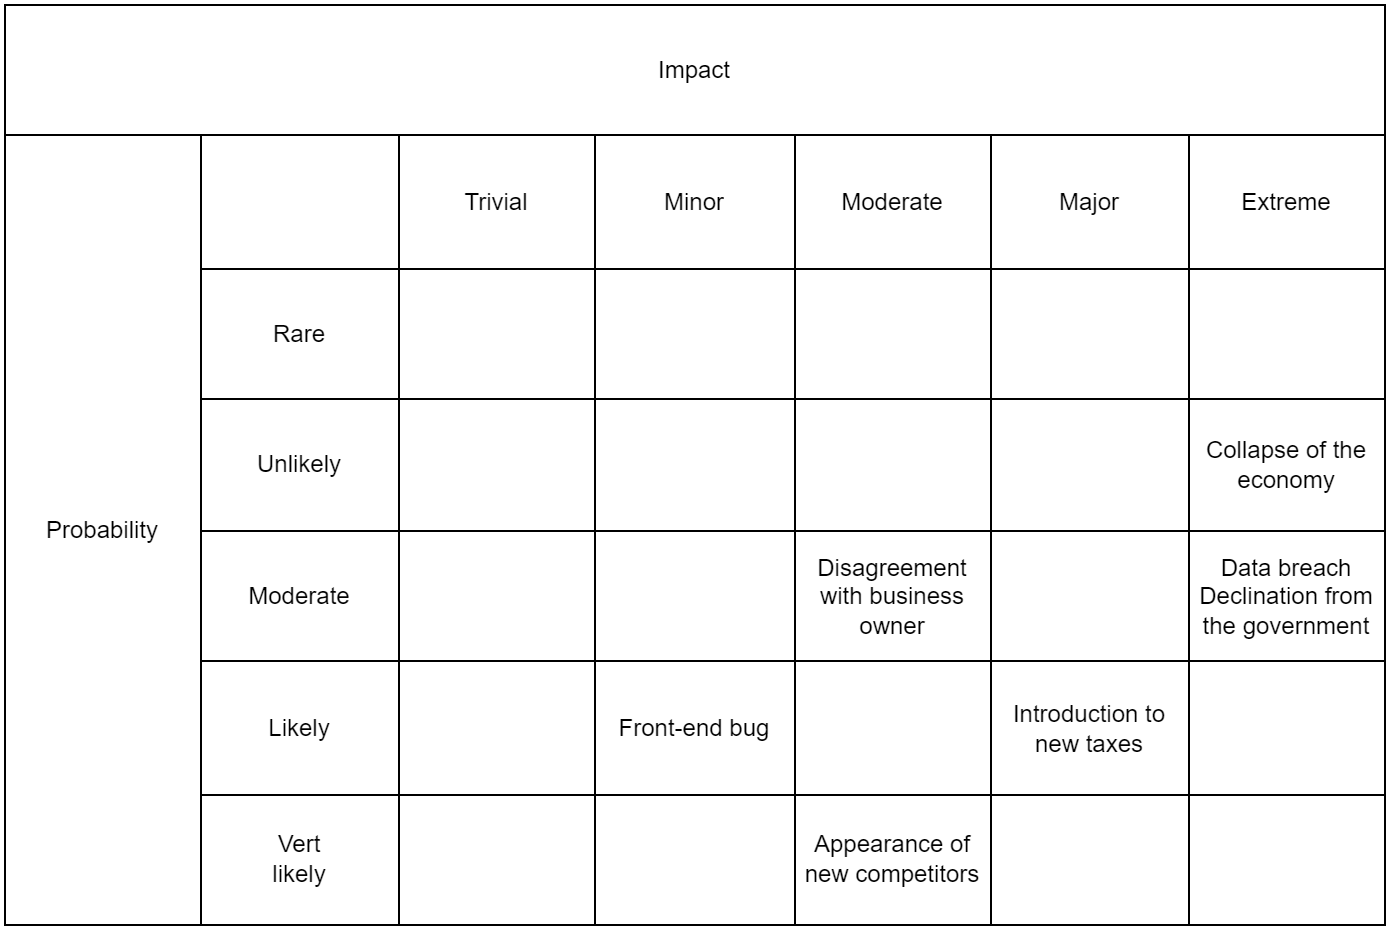 Impact
Trivial
Minor
Moderate
Major
Extreme
Rare
Unlikely
Collapse of the
economy
Probability
Moderate
Disagreement
with business
owner
Data breach
Declination from
the government
Likely
Front-end bug
Introduction to
new taxes
Vert
likely
Appearance of
new competitors